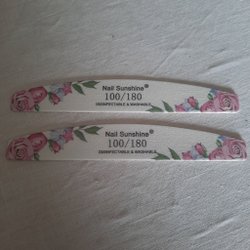 Nail Sunshine®
100/180
DISINFECTABLE & WASHABLE
Nail Sunshine®
100/180
DISINFECTABLE & WASHABLE